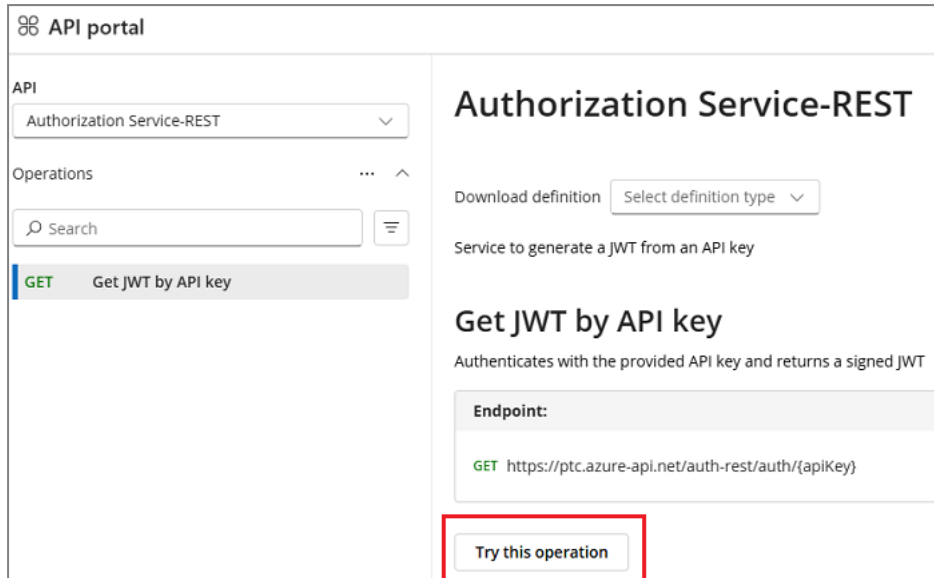 API portal
API
Authorization Service-REST
Operations
...
Search
GET Get JWT by API key
Authorization Service-REST
Download definition Select definition type
Service to generate a JWT from an API key
Get JWT by API key
Authenticates with the provided API key and returns a signed JWT
Endpoint:
GET https://ptc.azure-api.net/auth-rest/auth/{apiKey}
Try this operation